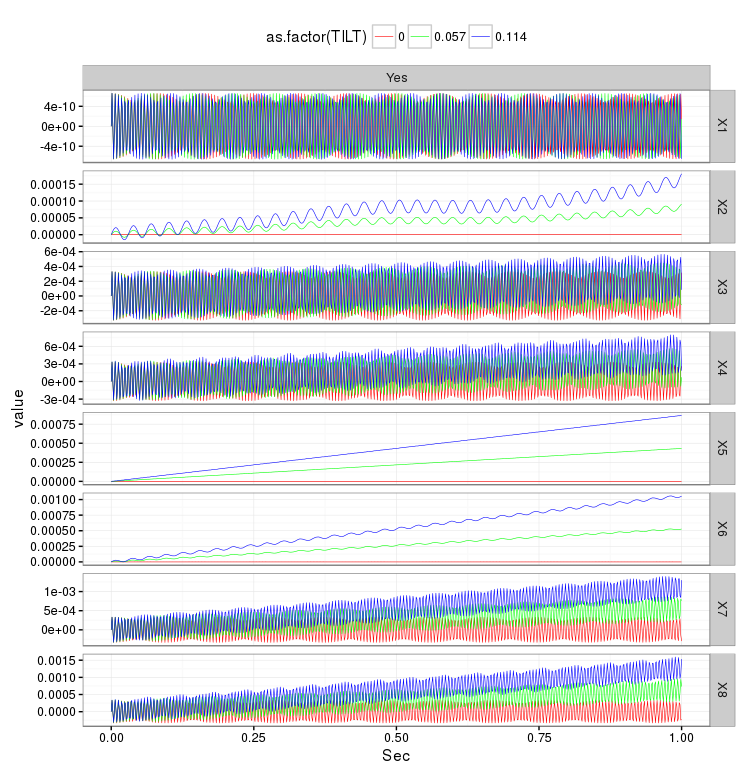 as.factor(TILT) 0 0.057 0.114
Yes
4e-10
0e+00
-4e-10
X1
0.00015
0.00010
0.00005
0.00000
X2
6e-04
4e-04
2e-04
0e+00
-2e-04
X3
6e-04
3e-04
0e+00
-3e-04
X4
value
0.00075
0.00050
0.00025
0.00000
X5
0.00100
0.00075
0.00050
0.00025
0.00000
X6
1e-03
5e-04
0e+00
X7
0.0015
0.0010
0.0005
0.0000
X8
0.00 0.25 0.50 0.75 1.00
Sec